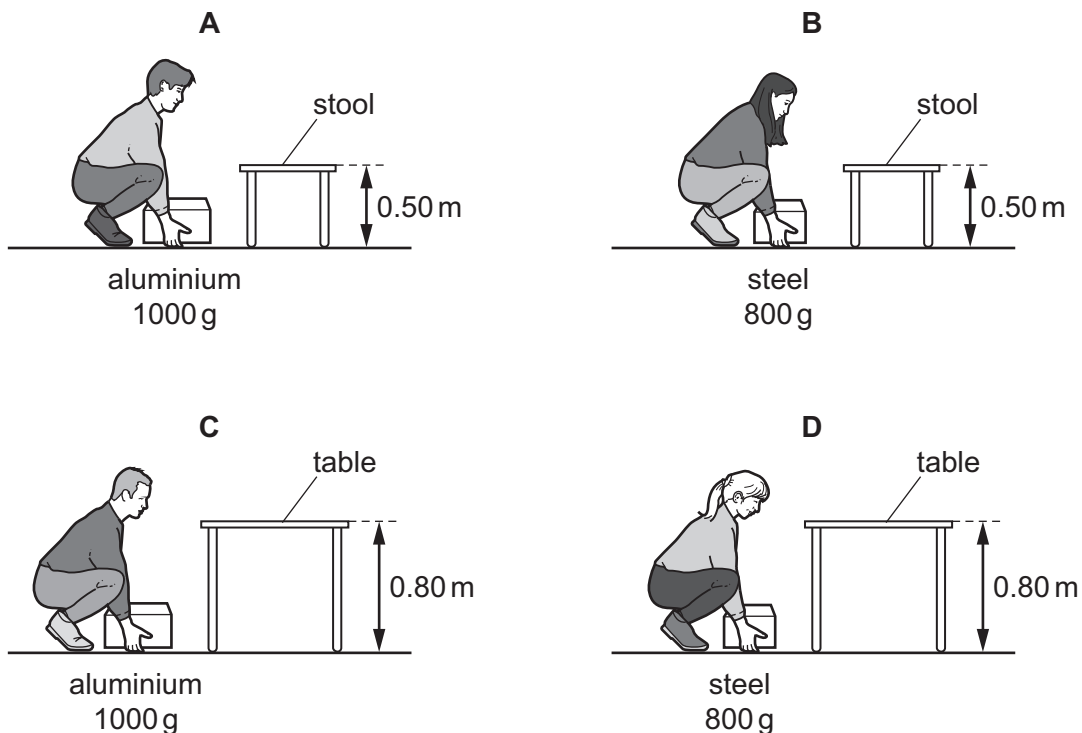 A
stool
0.50 m
aluminium
1000 g
B
stool
0.50 m
steel
800 g
C
table
0.80 m
aluminium
1000 g
D
table
0.80 m
steel
800 g